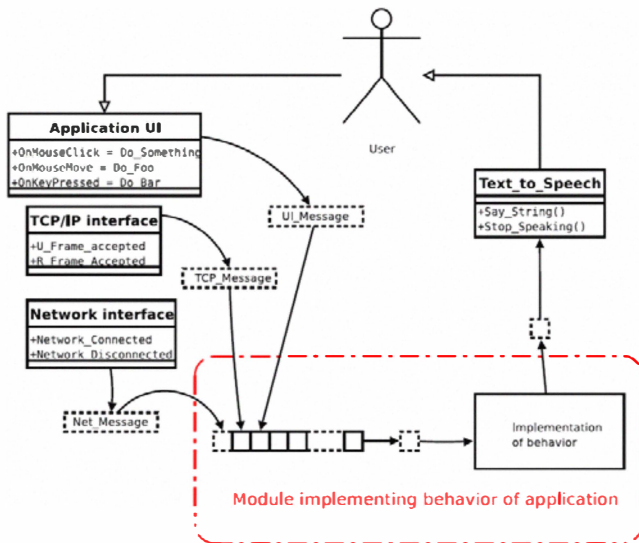 User
Application UI
+OnMouseClick = Do_Something
+OnMouseMove = Do_Foo
+OnKeyPressed = Do_Bar
UI_Message
Text_to_Speech
+Say_String()
+Stop_Speaking()
TCP/IP interface
+U_Frame_accepted
+R_Frame_Accepted
TCP_Message
Network interface
+Network_Connected
+Network_Disconnected
Net_Message
Implementation
of behavior
Module implementing behavior of application